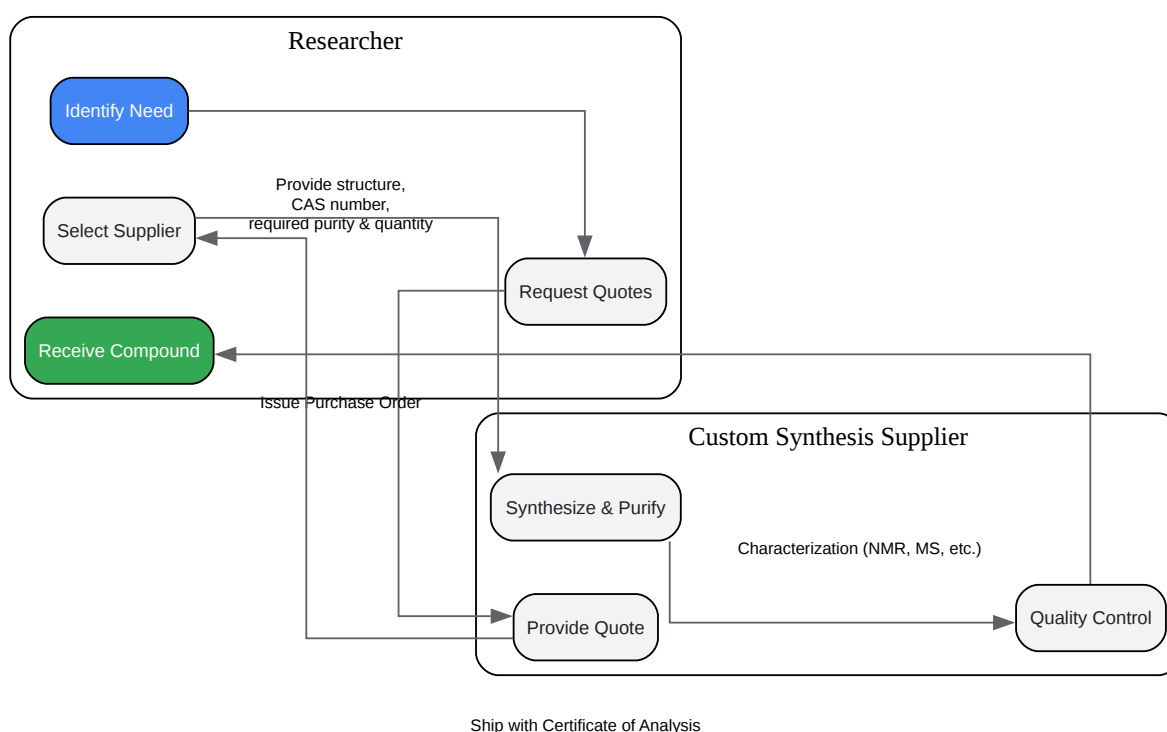 Researcher
Identify Need
Provide structure,
CAS number,
required purity & quantity
Select Supplier
Request Quotes
Receive Compound
Issue Purchase Order
Custom Synthesis Supplier
Synthesize & Purify
Characterization (NMR, MS, etc.)
Quality Control
Provide Quote
Ship with Certificate of Analysis